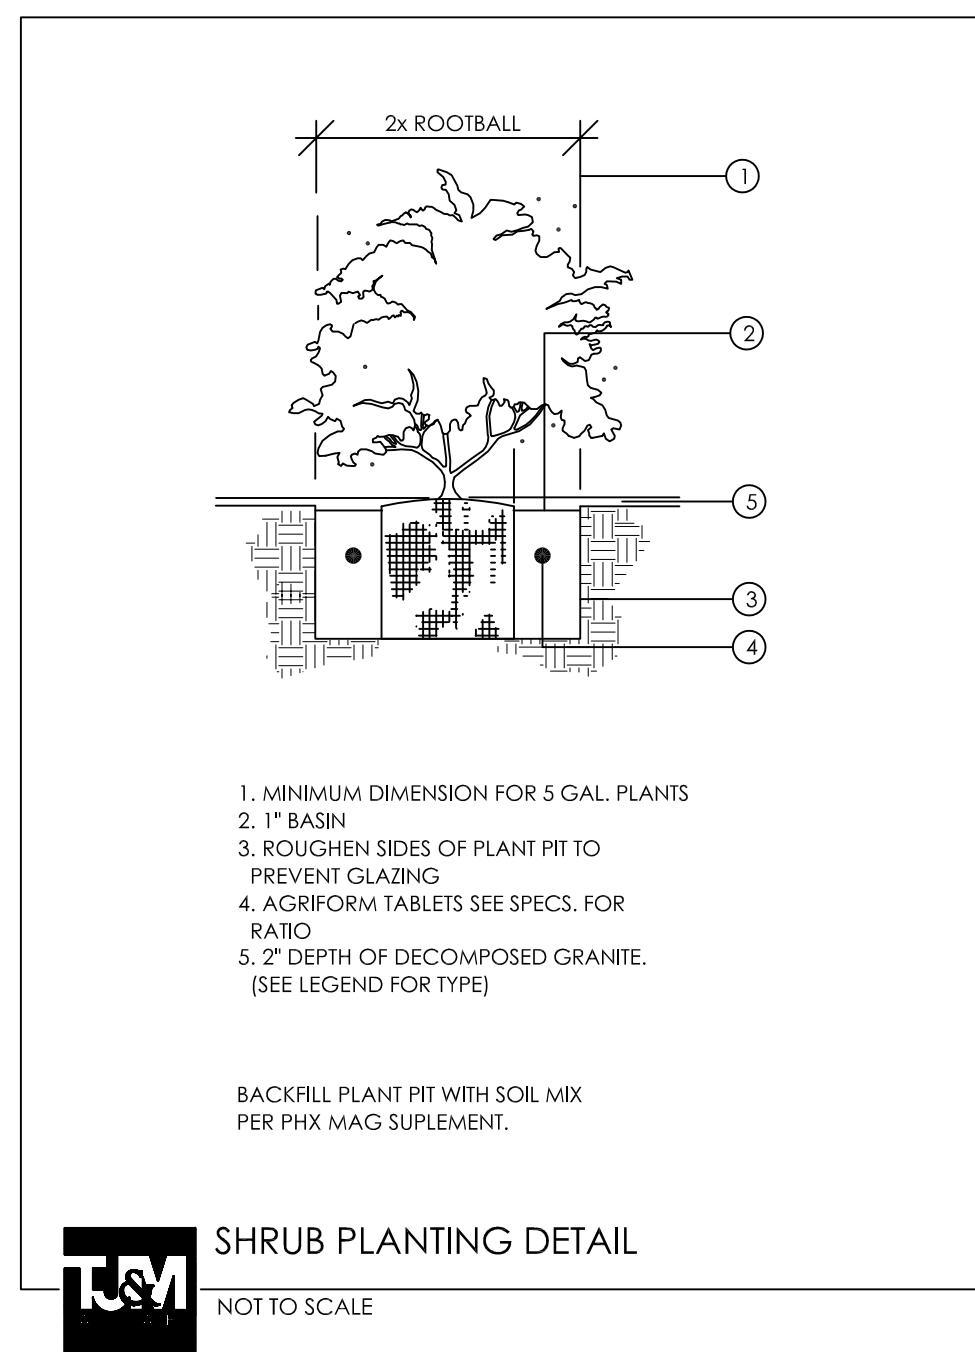 2x ROOTBALL
1
2
5
3
4
1. MINIMUM DIMENSION FOR 5 GAL. PLANTS
2. 1" BASIN
3. ROUGHEN SIDES OF PLANT PIT TO
PREVENT GLAZING
4. AGRIFORM TABLETS SEE SPECS. FOR
RATIO
5. 2" DEPTH OF DECOMPOSED GRANITE.
(SEE LEGEND FOR TYPE)
BACKFILL PLANT PIT WITH SOIL MIX
PER PHX MAG SUPLEMENT.
SHRUB PLANTING DETAIL
TJ&M
NOT TO SCALE